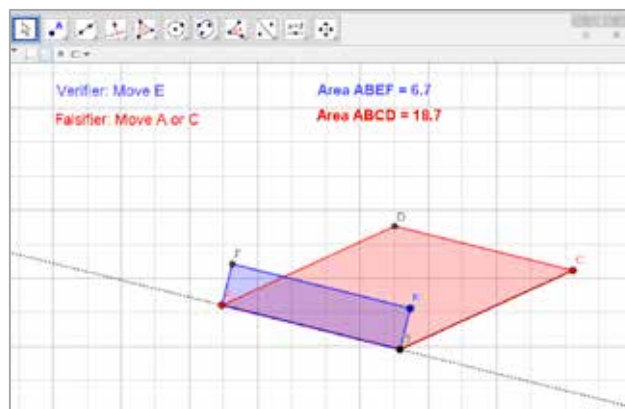 Verifier: Move E
Area ABEF = 6.7
Falsifier: Move A or C
Area ABCD = 18.7
D
F
C
E